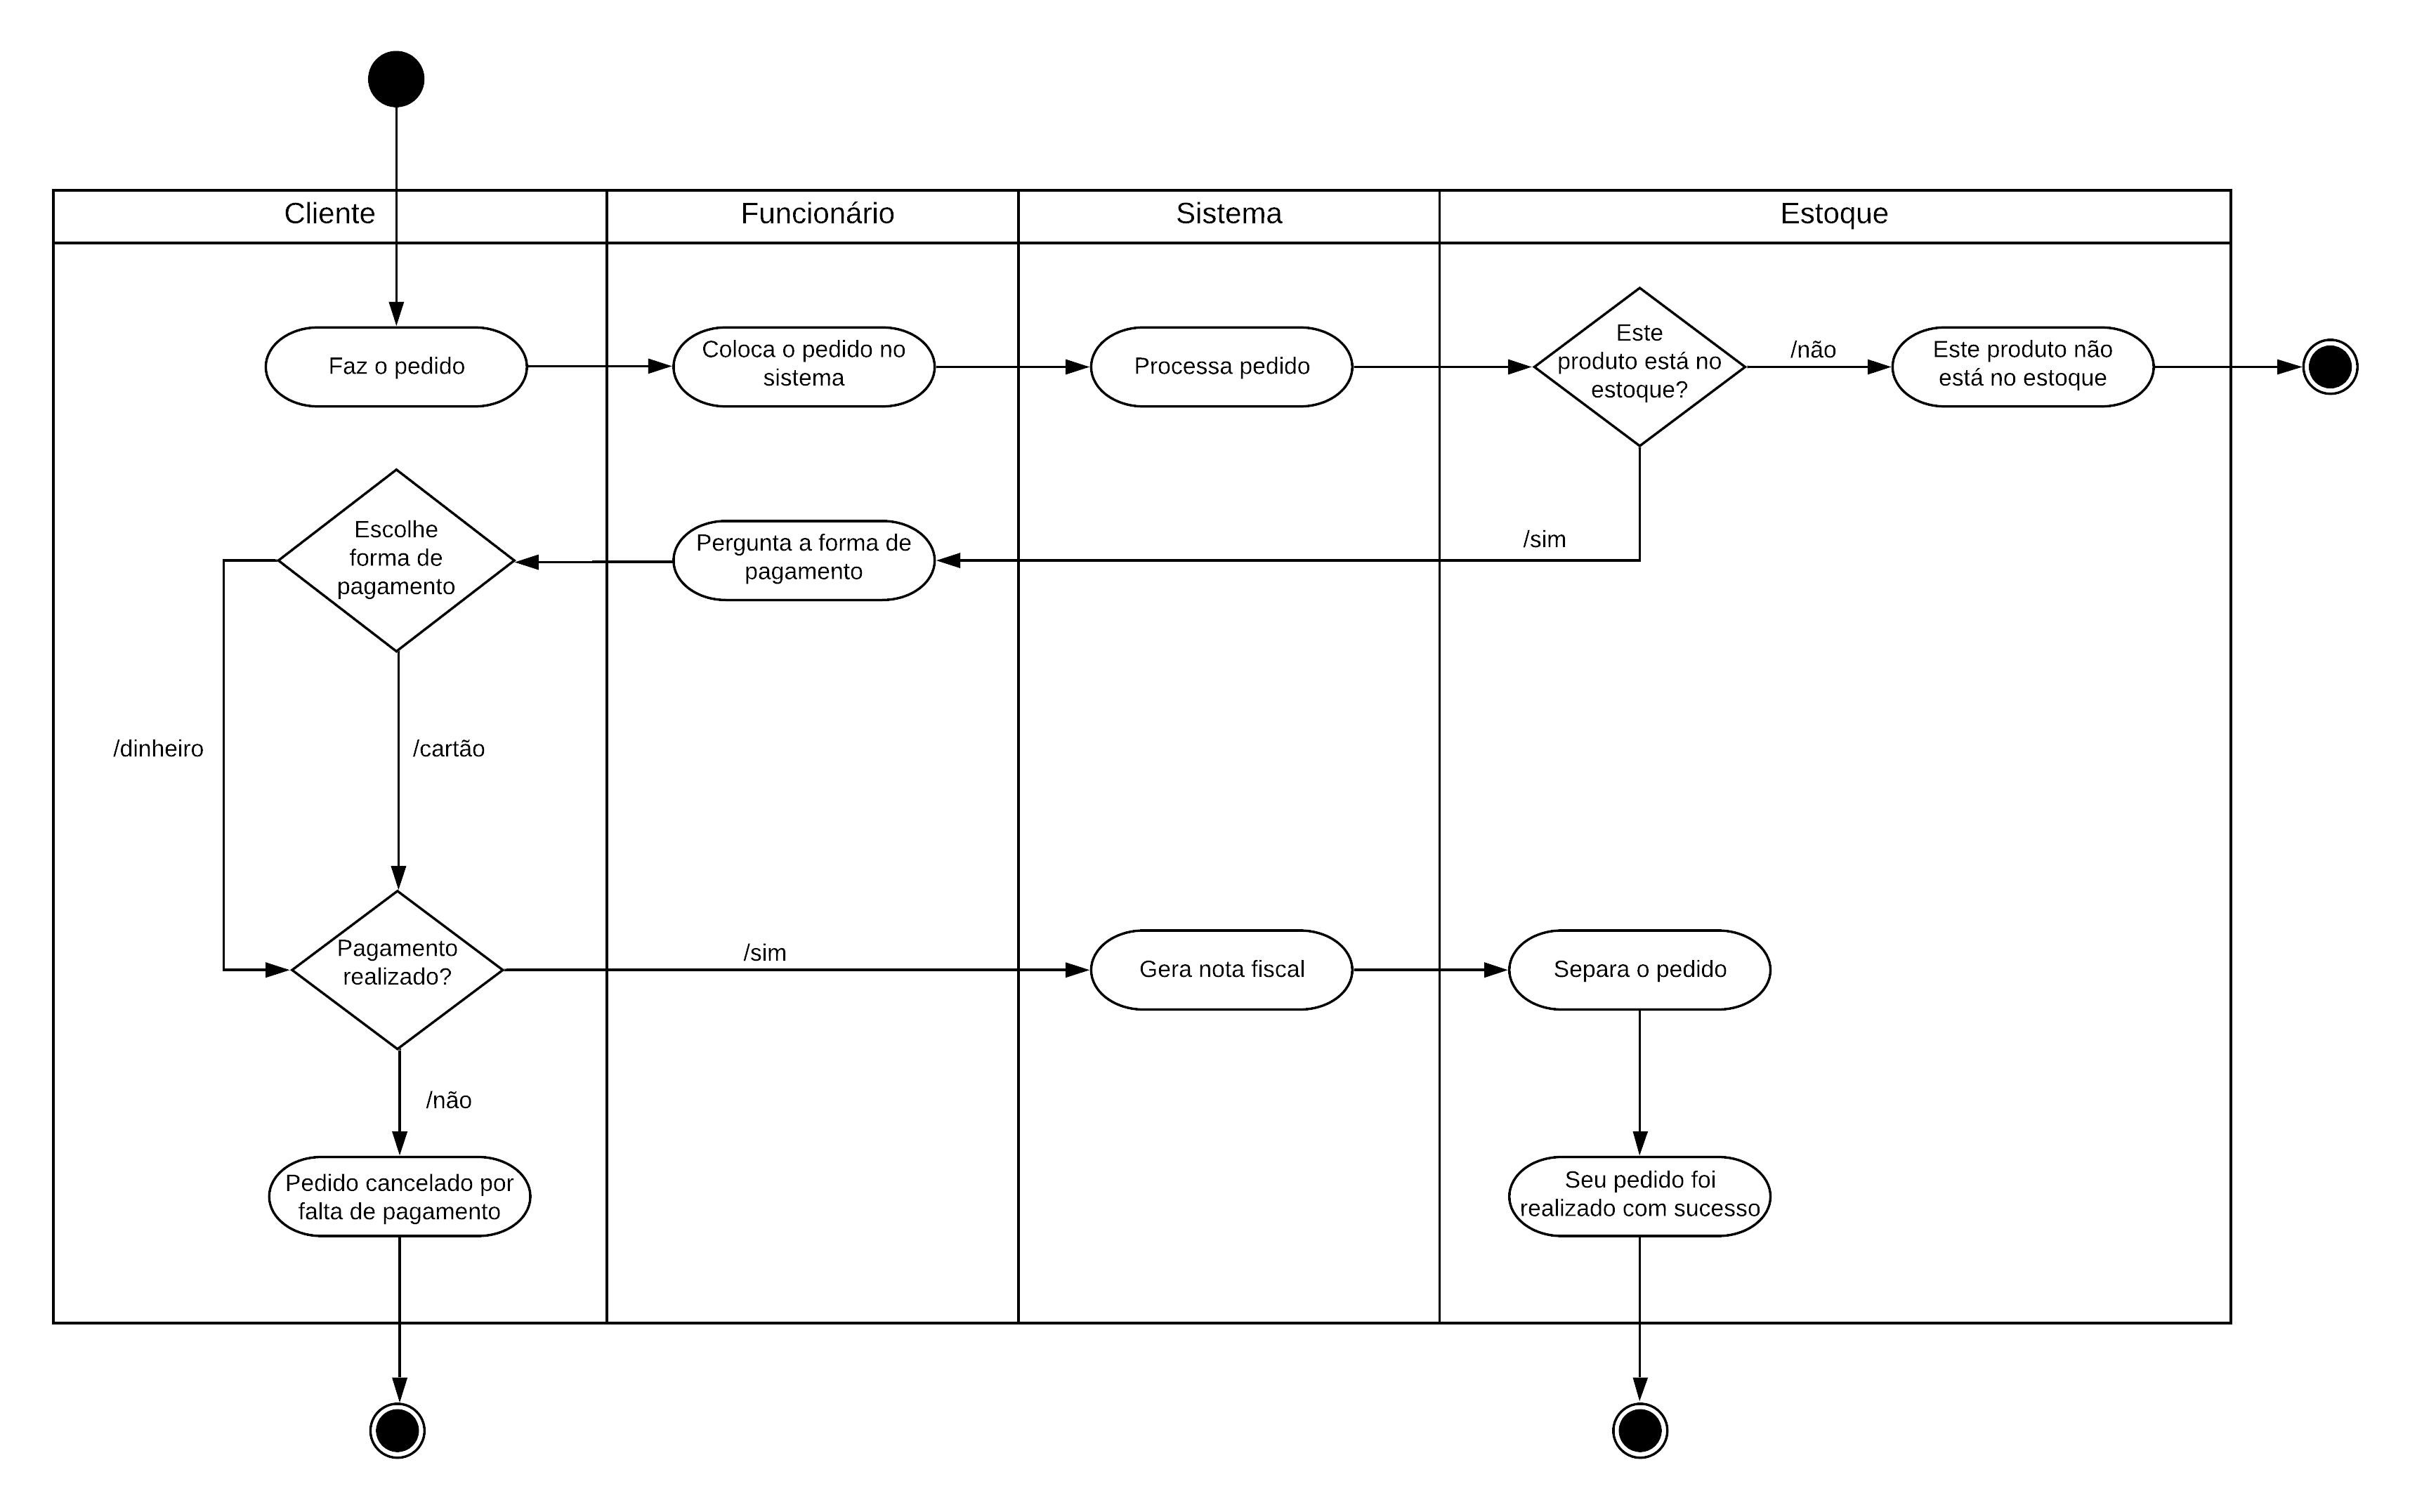 Cliente
Funcionário
Sistema
Estoque
Faz o pedido
Coloca o pedido no
sistema
Processa pedido
Este
produto está no
estoque?
/não
Este produto não
está no estoque
/sim
Pergunta a forma de
pagamento
Escolhe
forma de
pagamento
/dinheiro
/cartão
Pagamento
realizado?
/sim
Gera nota fiscal
Separa o pedido
/não
Pedido cancelado por
falta de pagamento
Seu pedido foi
realizado com sucesso